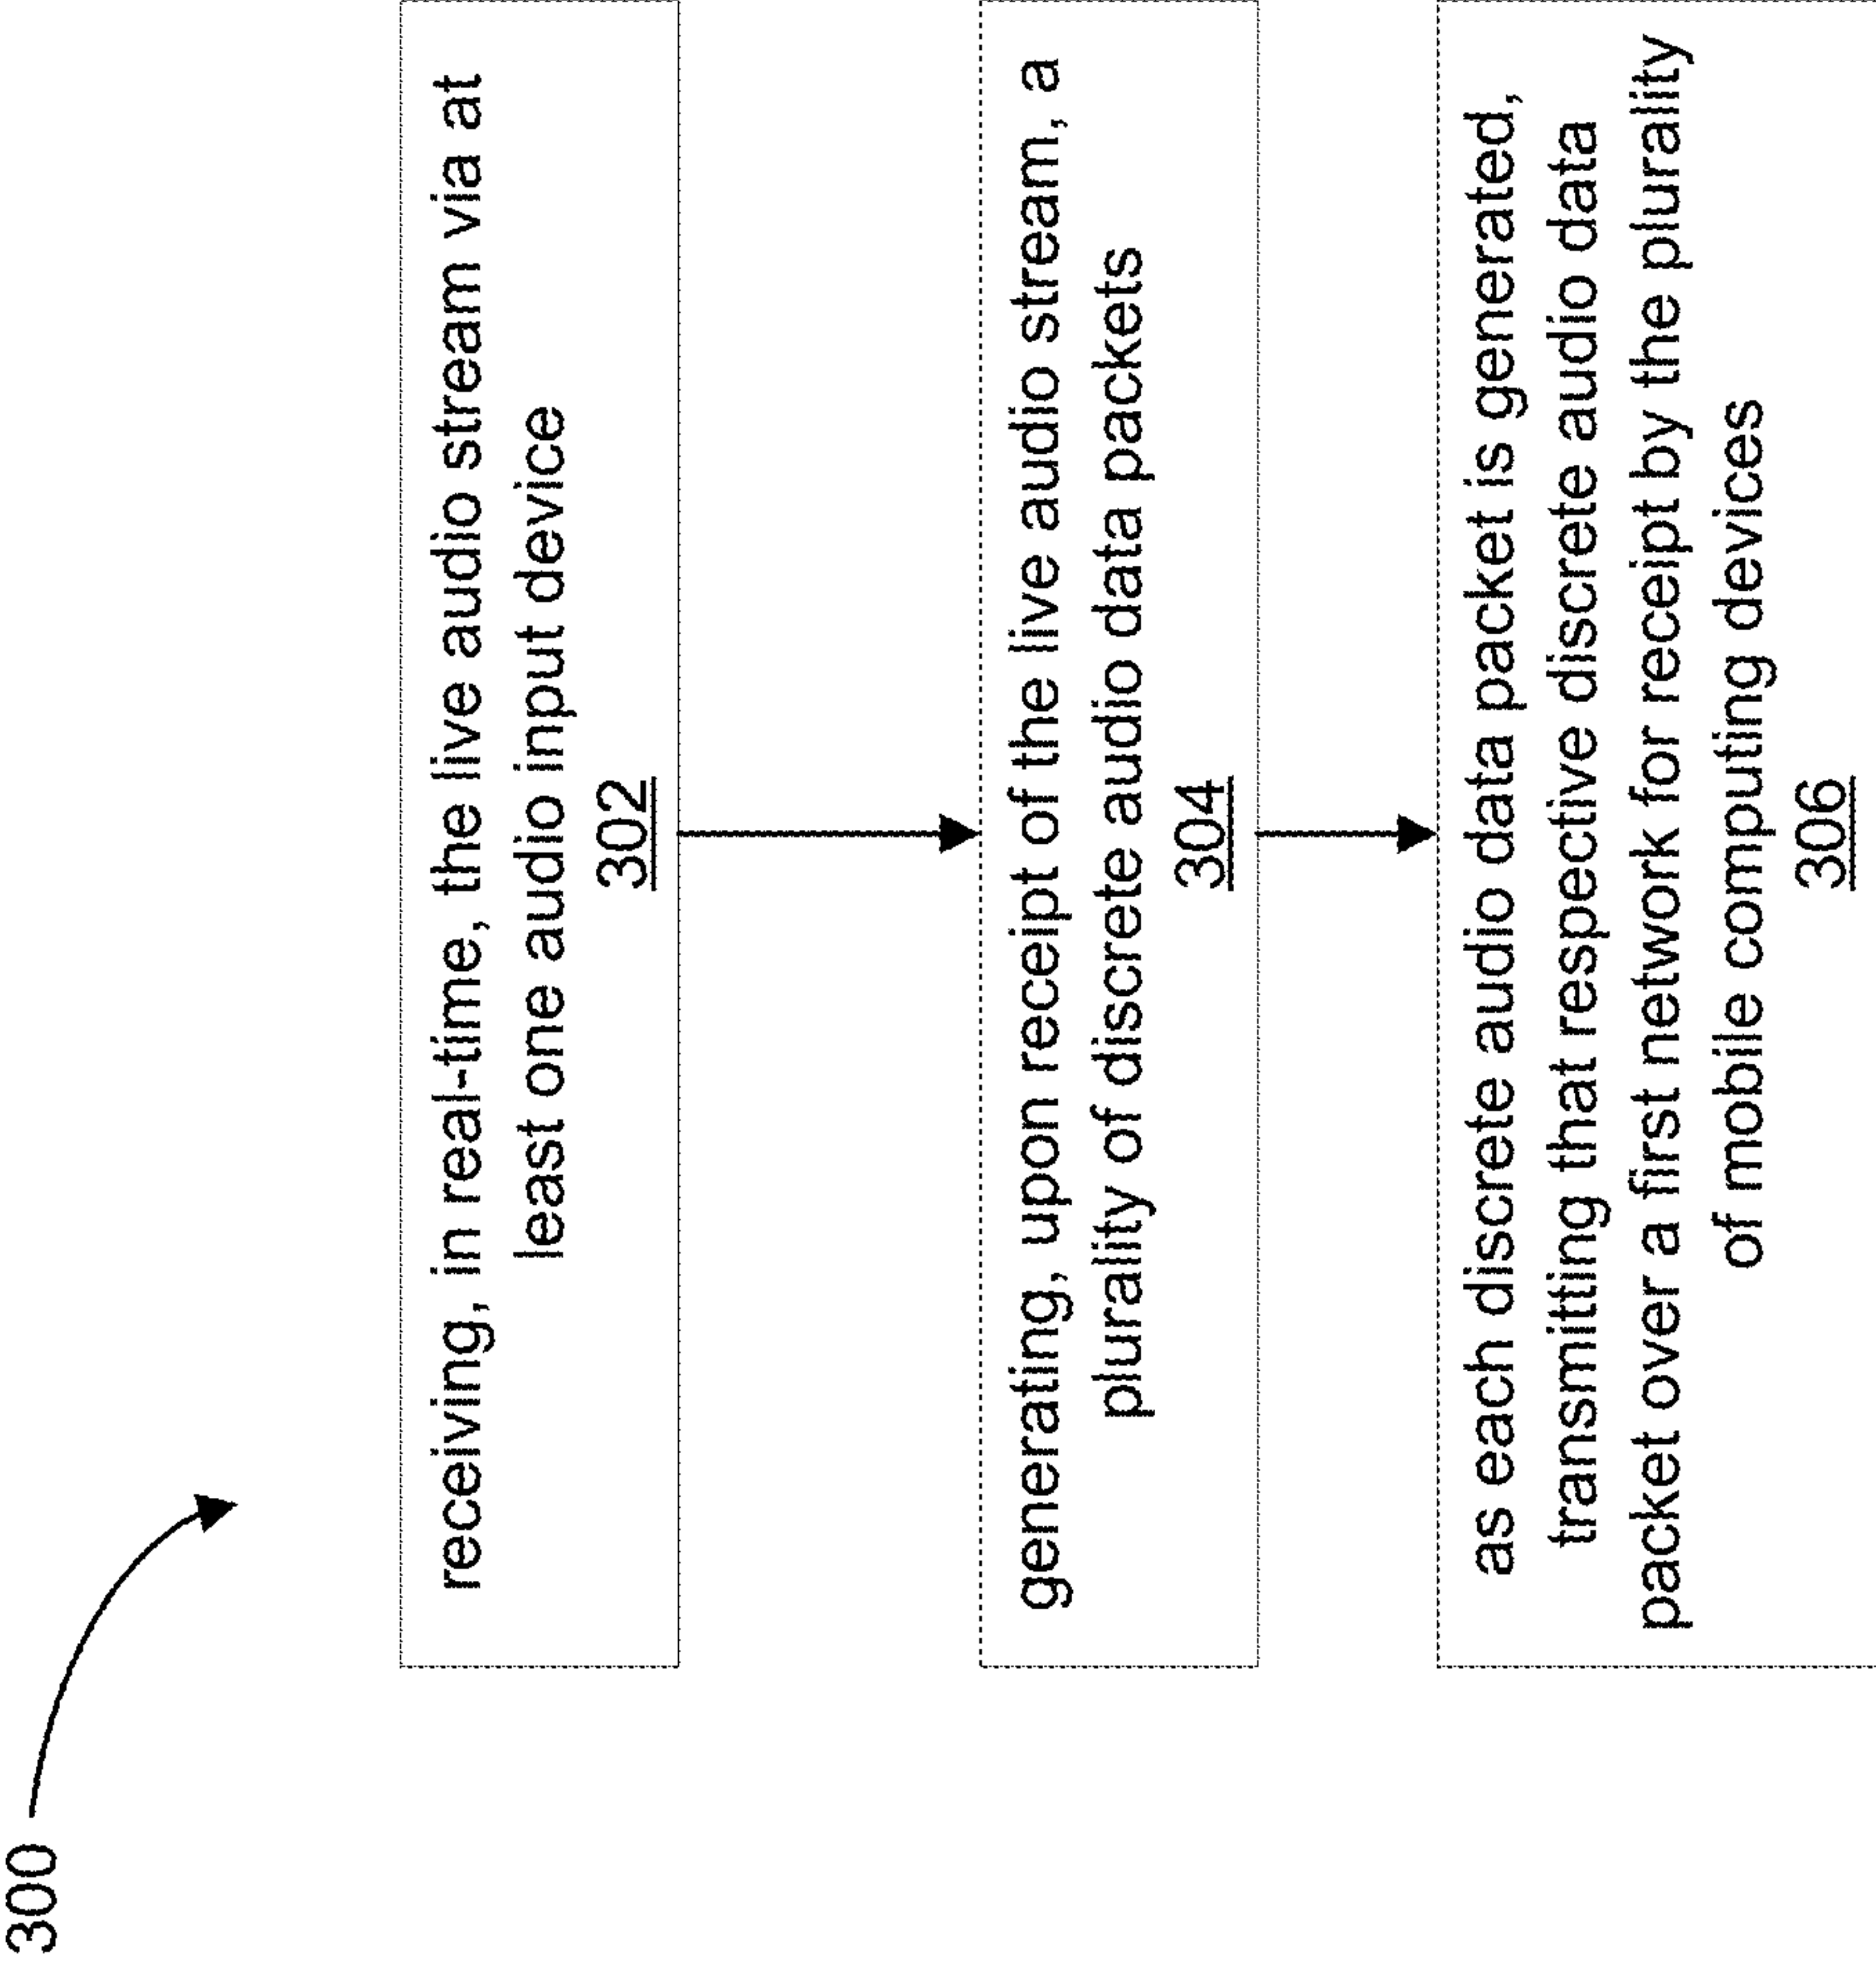 300
receiving, in real-time, the live audio stream via at
least one audio input device
302
generating, upon receipt of the live audio stream, a
plurality of discrete audio data packets
304
as each discrete audio data packet is generated,
transmitting that respective discrete audio data
packet over a first network for receipt by the plurality
of mobile computing devices
306